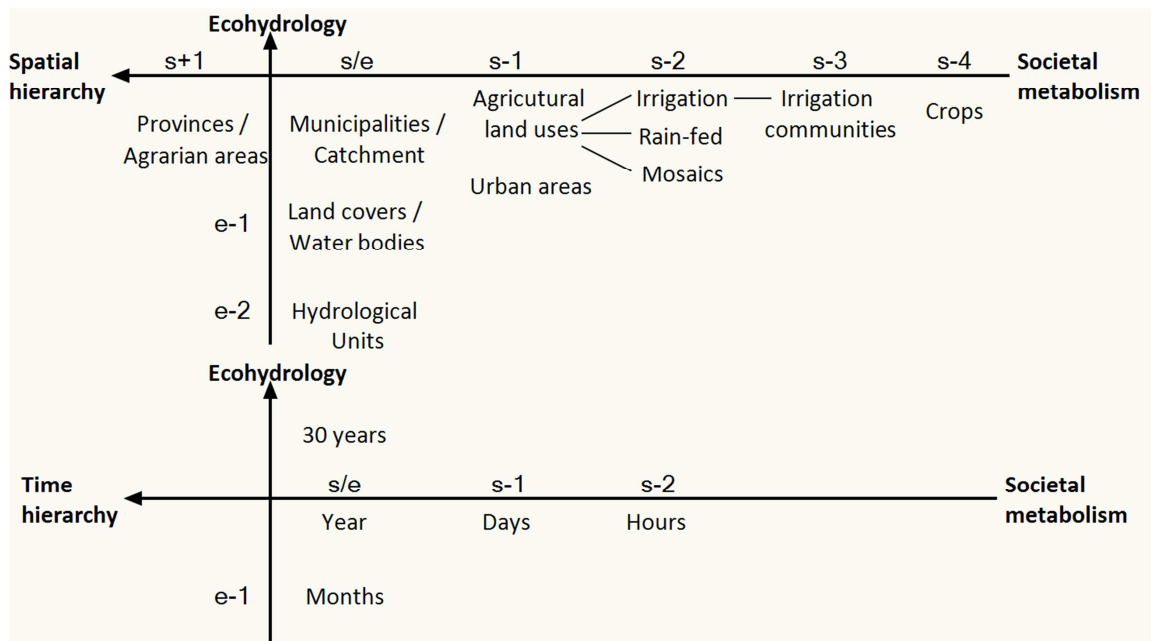 Ecohydrology
Spatial
hierarchy
s+1
s/e
s-1
s-2
s-3
s-4
Societal
metabolism
Provinces /
Agrarian areas
Municipalities /
Catchment
Agricutural
land uses
Urban areas
Irrigation
Rain-fed
Mosaics
Irrigation
communities
Crops
e-1
Land covers /
Water bodies
e-2
Hydrological
Units
Ecohydrology
30 years
Time
hierarchy
s/e
s-1
s-2
Societal
metabolism
Year
Days
Hours
e-1
Months